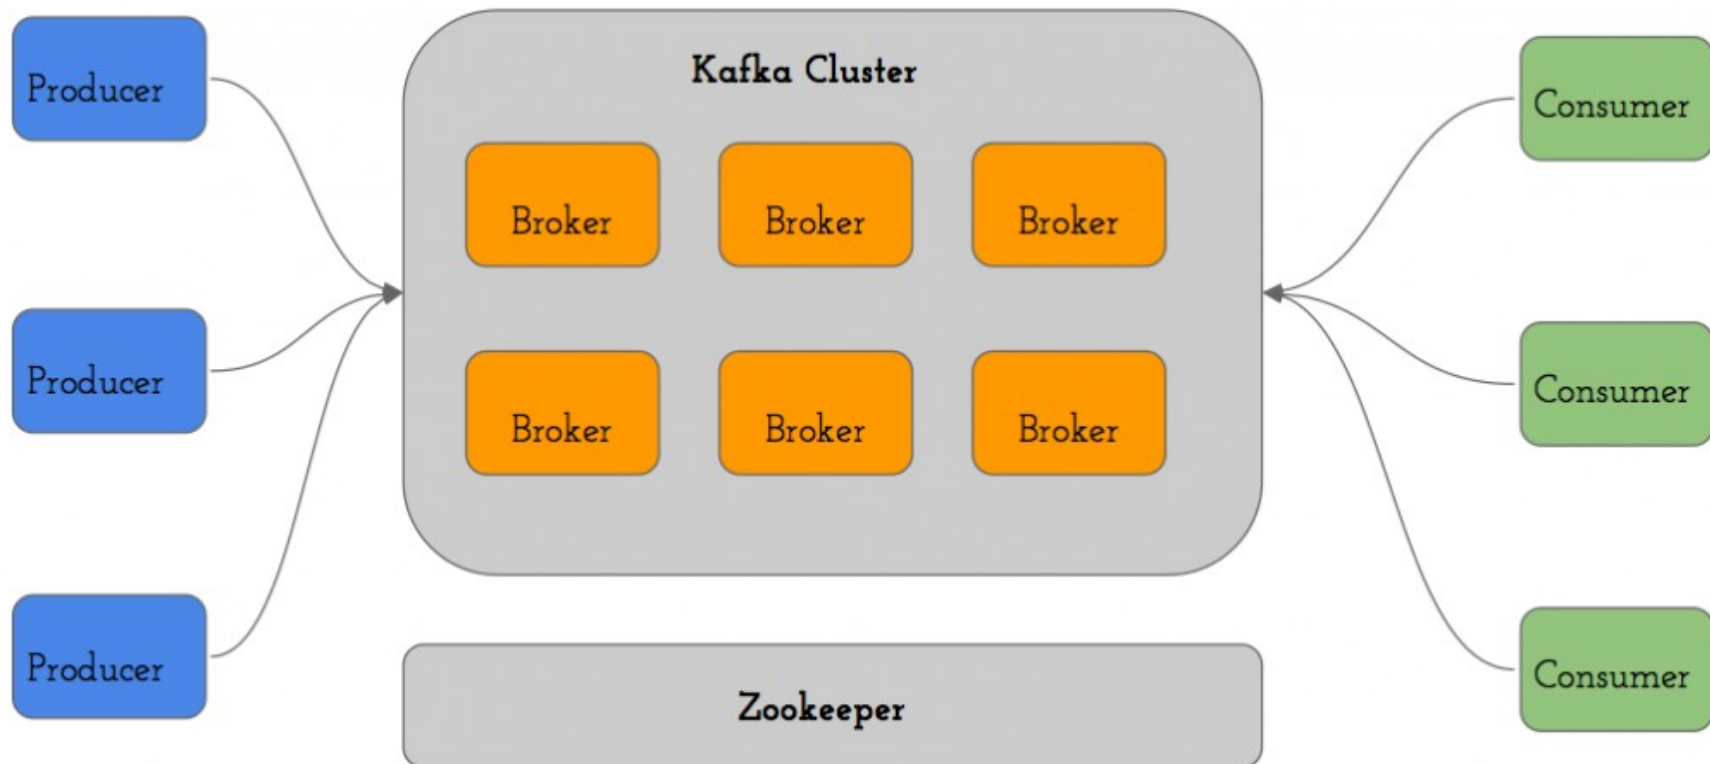 Producer
Producer
Producer
Kafka Cluster
Broker
Broker
Broker
Broker
Broker
Broker
Zookeeper
Consumer
Consumer
Consumer